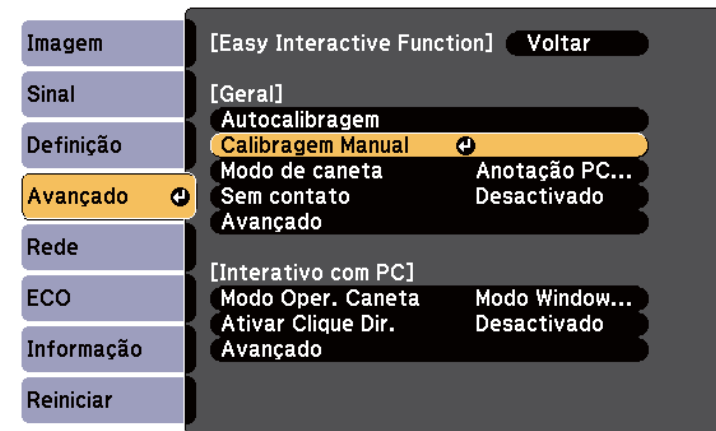 Imagem
Sinal
Definição
Avançado
Rede
ECO
Informação
Reiniciar
[Easy Interactive Function] Voltar
[Geral]
Autocalibragem
Calibragem Manual
Modo de caneta Anotação PC...
Sem contato Desactivado
Avançado
[Interativo com PC]
Modo Oper. Caneta Modo Window...
Ativar Clique Dir. Desactivado
Avançado